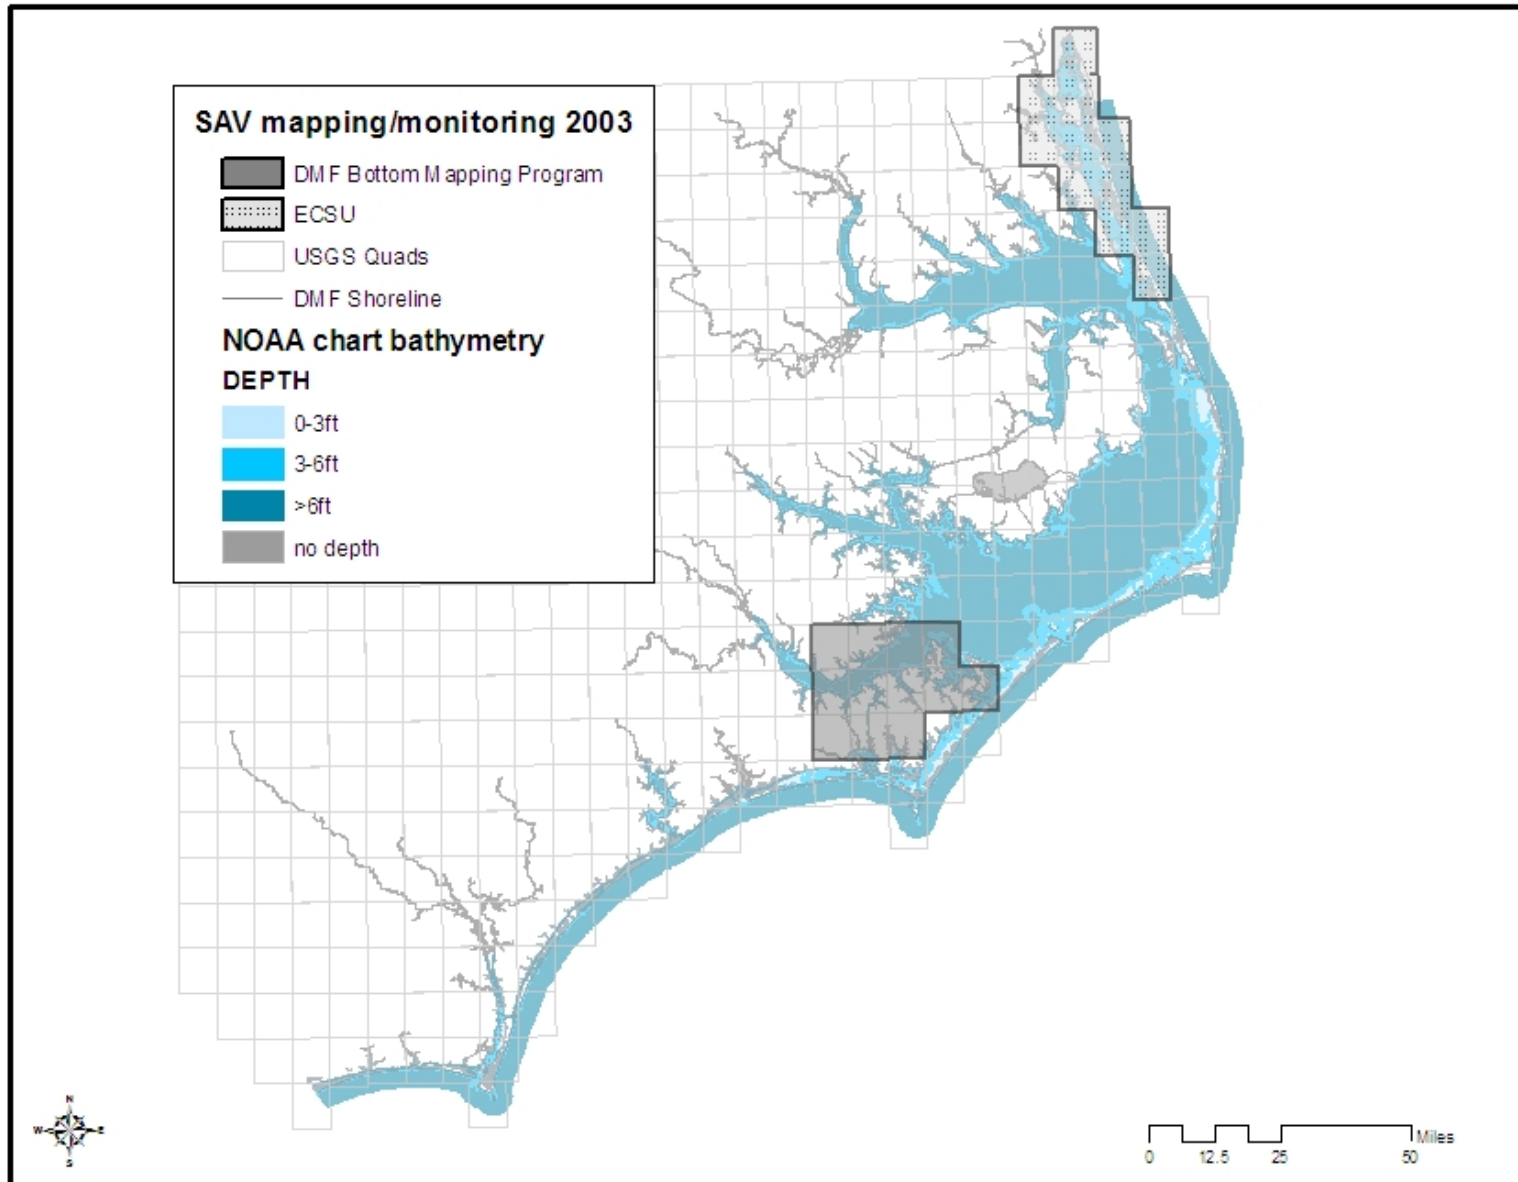 SAV mapping/monitoring 2003
DMF Bottom Mapping Program
ECSU
USGS Quads
DMF Shoreline
NOAA chart bathymetry
DEPTH
0-3ft
3-6ft
>6ft
no depth
N
W E
S
Miles
0 12.5 25 50